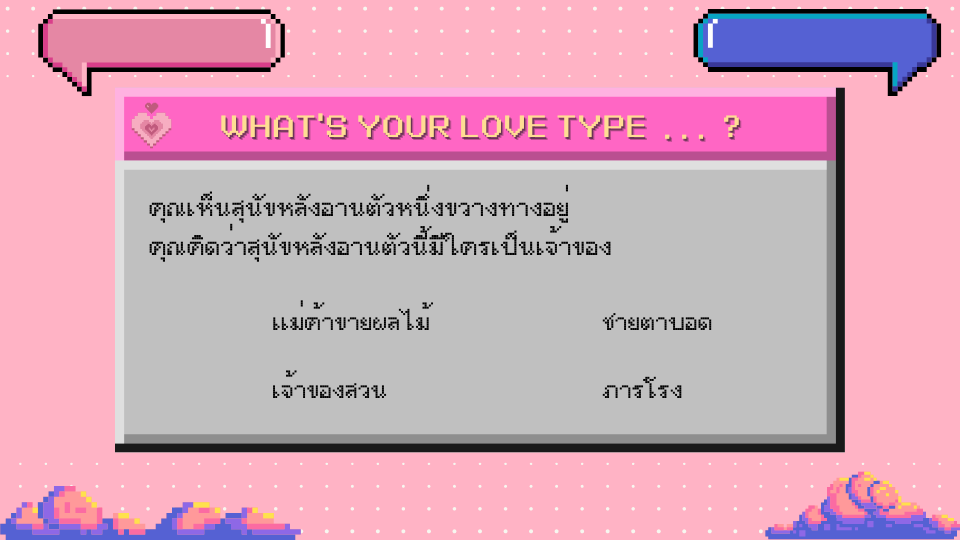 WHAT'S YOUR LOVE TYPE ... ?
คุณเห็นสุนัขหลังอานตัวหนึ่งขวางทางอยู่
คุณคิดว่าสุนัขหลังอานตัวนี้มีใครเป็นเจ้าของ
แม่ค้าขายผลไม้ ชายตาบอด
เจ้าของสวน ภารโรง